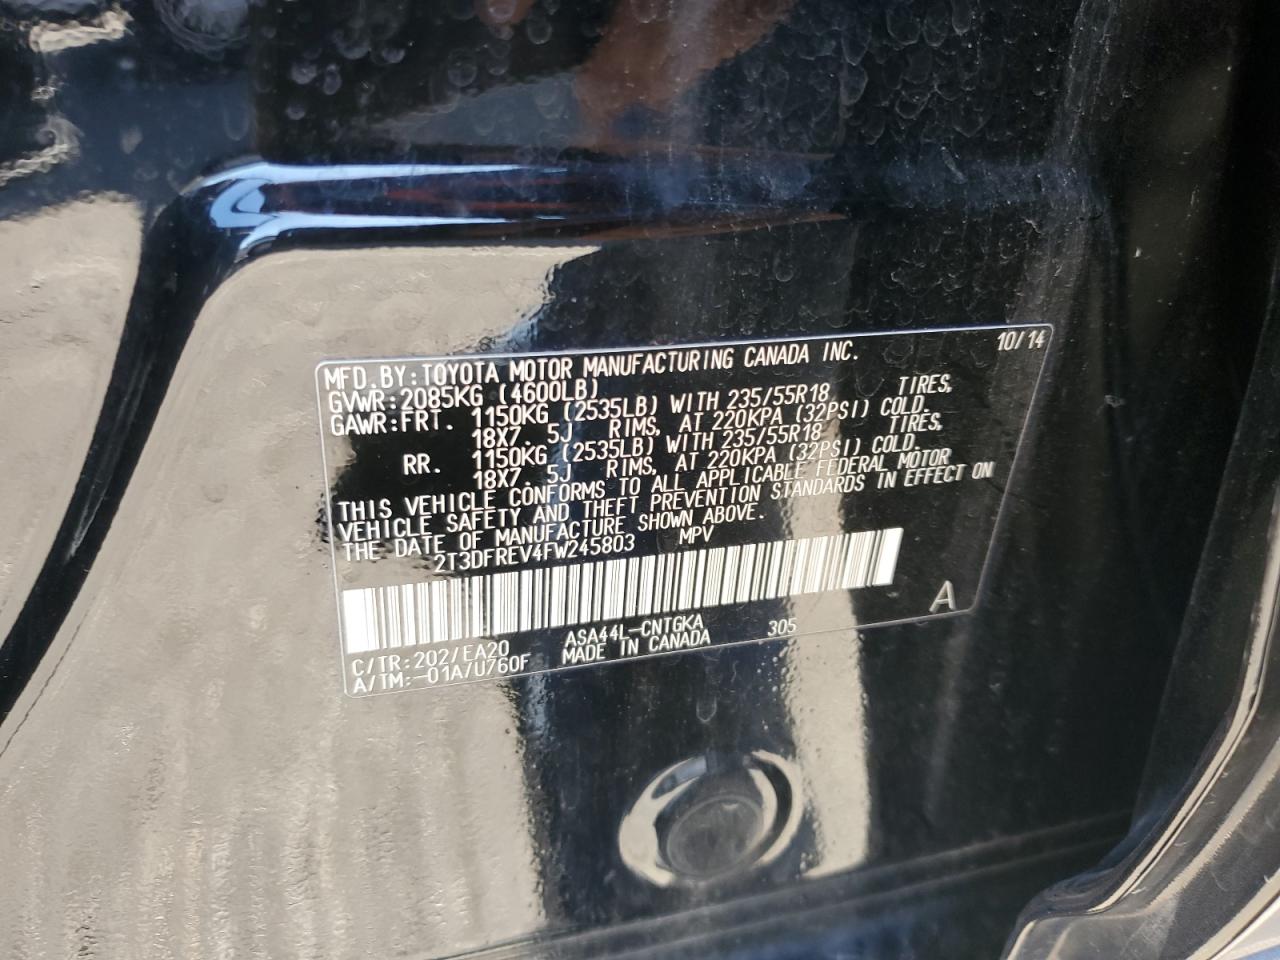 MFD.BY:TOYOTA MOTOR MANUFACTURING CANADA INC. 10/14
GVWR:2085KG (4600LB)
GAWR:FRT. 1150KG (2535LB) WITH 235/55R18 TIRES,
18X7. 5J RIMS, AT 220KPA (32PSI) COLD.
RR. 1150KG (2535LB) WITH 235/55R18 TIRES,
18X7. 5J RIMS, AT 220KPA (32PSI) COLD.
THIS VEHICLE CONFORMS TO ALL APPLICABLE FEDERAL MOTOR
VEHICLE SAFETY AND THEFT PREVENTION STANDARDS IN EFFECT ON
THE DATE OF MANUFACTURE SHOWN ABOVE.
2T3DFREV4FW245803 MPV
A
C/TR:202/EA20 ASA44L-CNTGKA 305
A/TM:-01A/U760F MADE IN CANADA